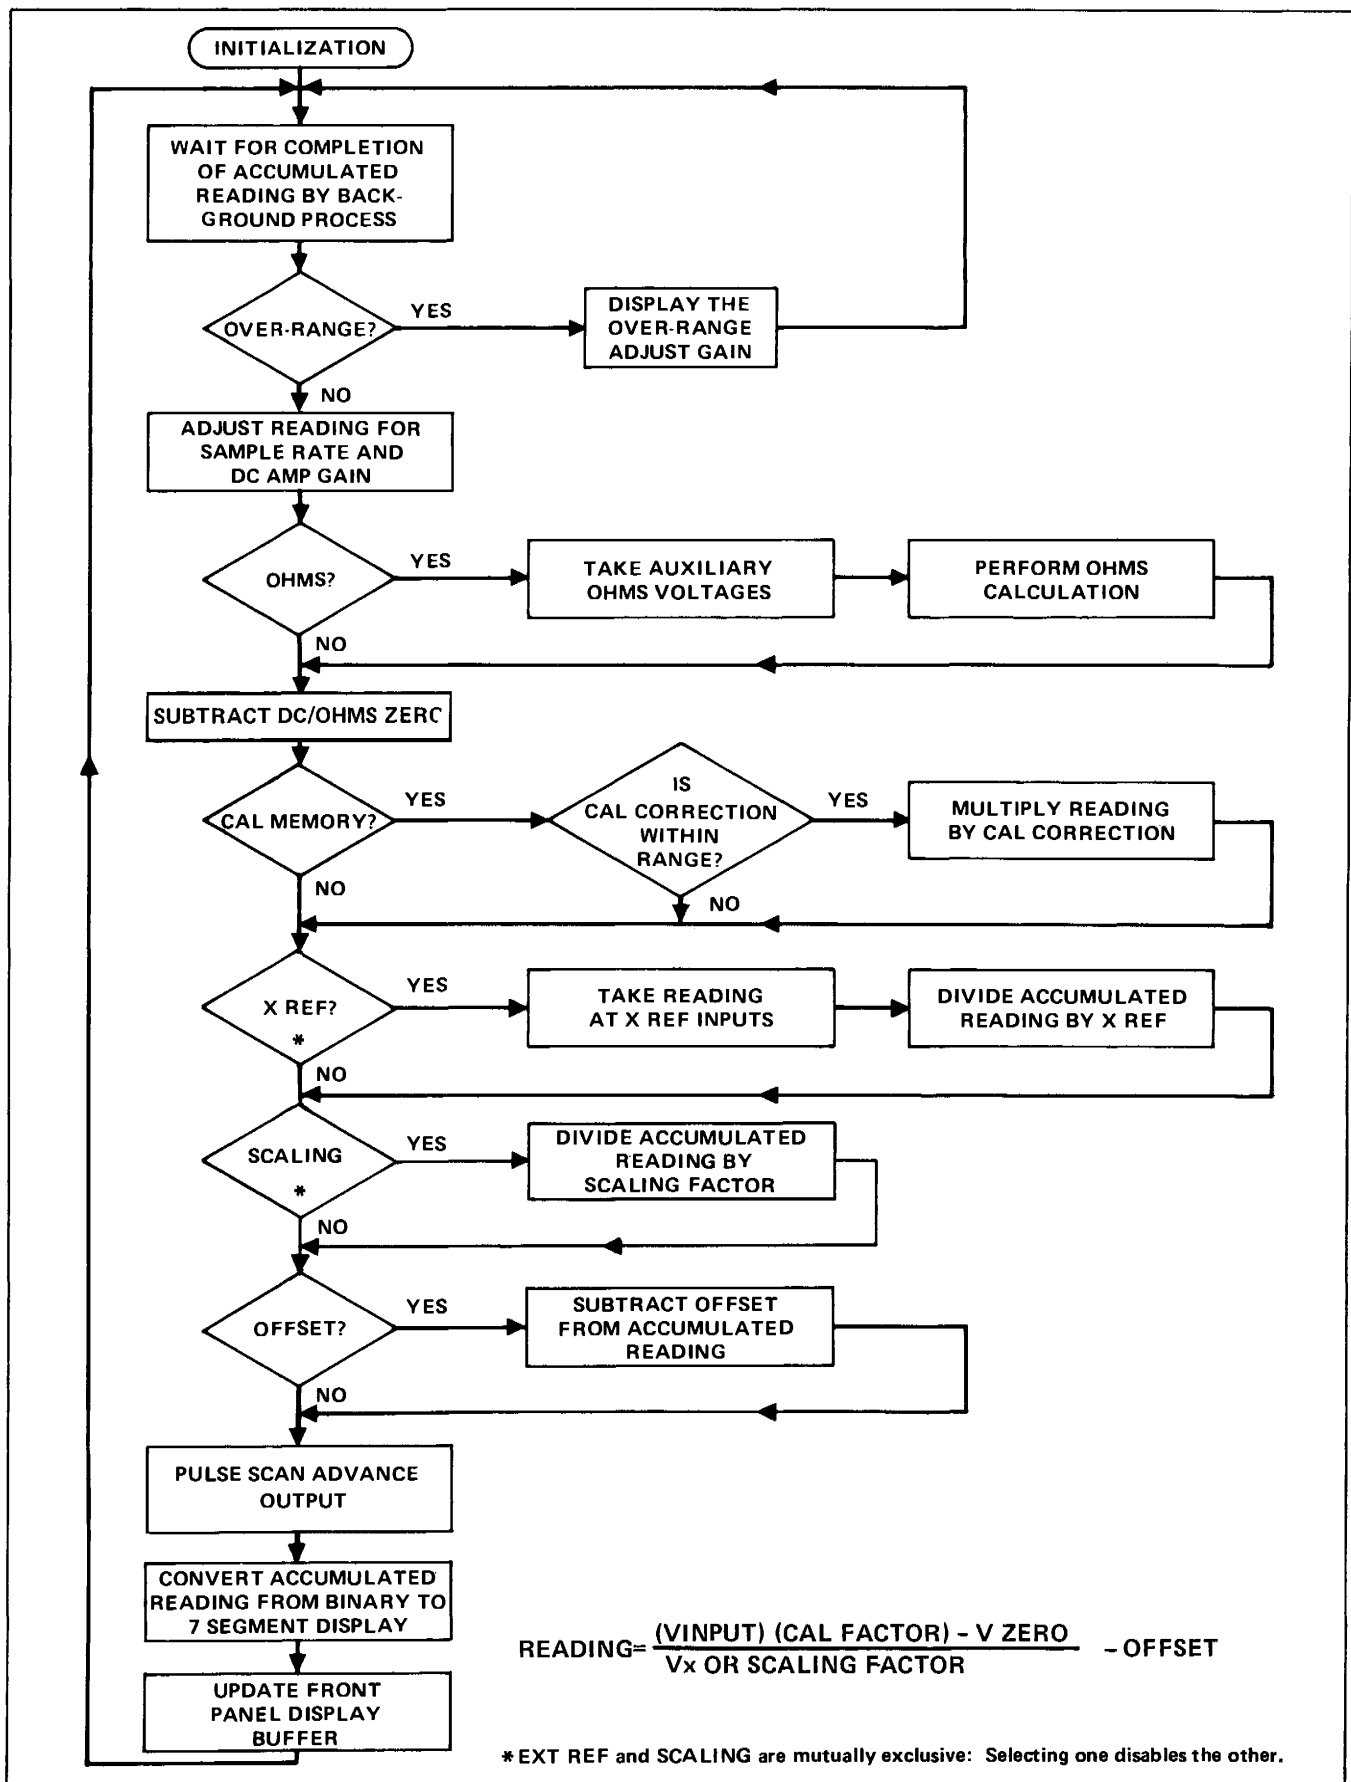 INITIALIZATION
WAIT FOR COMPLETION
OF ACCUMULATED
READING BY BACK-
GROUND PROCESS
OVER-RANGE?
YES
DISPLAY THE
OVER-RANGE
ADJUST GAIN
NO
ADJUST READING FOR
SAMPLE RATE AND
DC AMP GAIN
OHMS?
YES
TAKE AUXILIARY
OHMS VOLTAGES
PERFORM OHMS
CALCULATION
NO
SUBTRACT DC/OHMS ZERO
CAL MEMORY?
YES
IS
CAL CORRECTION
WITHIN
RANGE?
YES
MULTIPLY READING
BY CAL CORRECTION
NO
NO
X REF?
*
YES
TAKE READING
AT X REF INPUTS
DIVIDE ACCUMULATED
READING BY X REF
NO
SCALING
*
YES
DIVIDE ACCUMULATED
READING BY
SCALING FACTOR
NO
OFFSET?
YES
SUBTRACT OFFSET
FROM ACCUMULATED
READING
NO
PULSE SCAN ADVANCE
OUTPUT
CONVERT ACCUMULATED
READING FROM BINARY TO
7 SEGMENT DISPLAY
UPDATE FRONT
PANEL DISPLAY
BUFFER
READING= (VINPUT) (CAL FACTOR) – V ZERO
Vx OR SCALING FACTOR
– OFFSET
* EXT REF and SCALING are mutually exclusive: Selecting one disables the other.